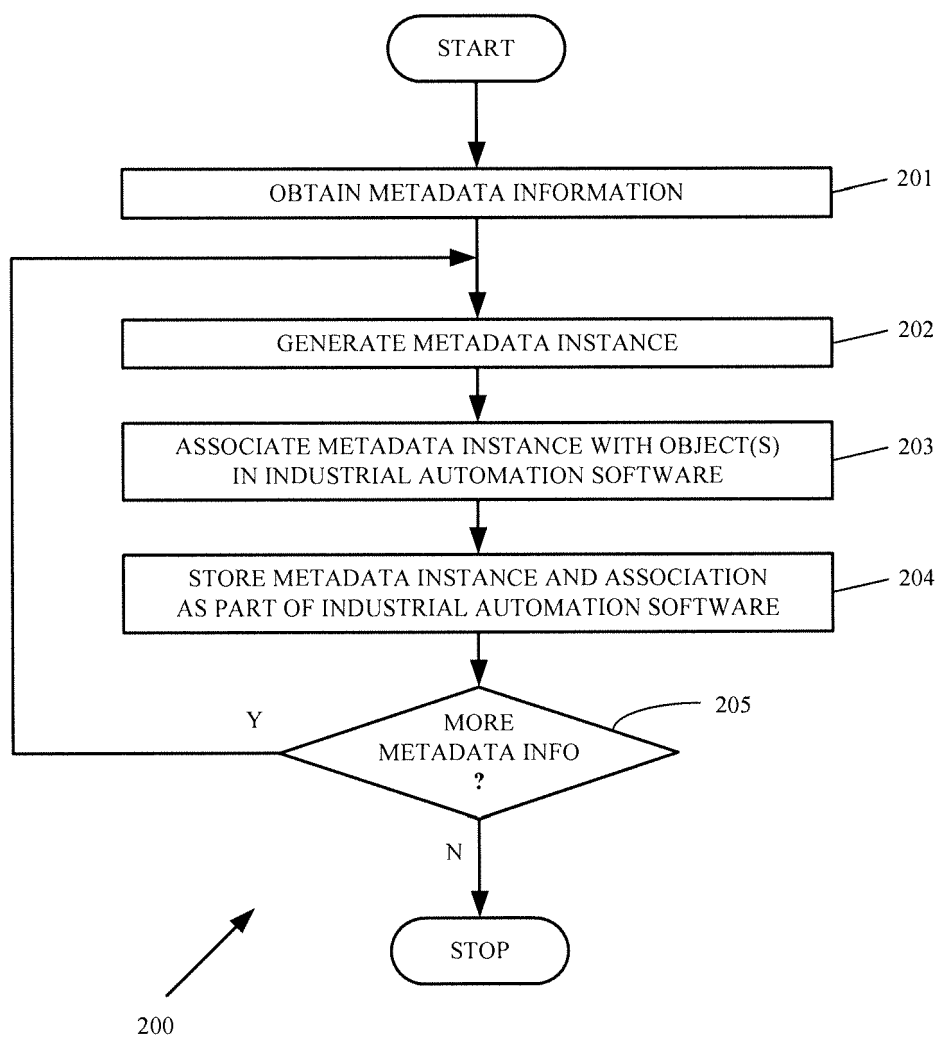 START
OBTAIN METADATA INFORMATION
201
GENERATE METADATA INSTANCE
202
ASSOCIATE METADATA INSTANCE WITH OBJECT(S)
IN INDUSTRIAL AUTOMATION SOFTWARE
203
STORE METADATA INSTANCE AND ASSOCIATION
AS PART OF INDUSTRIAL AUTOMATION SOFTWARE
204
Y
MORE
METADATA INFO
?
205
N
STOP
200